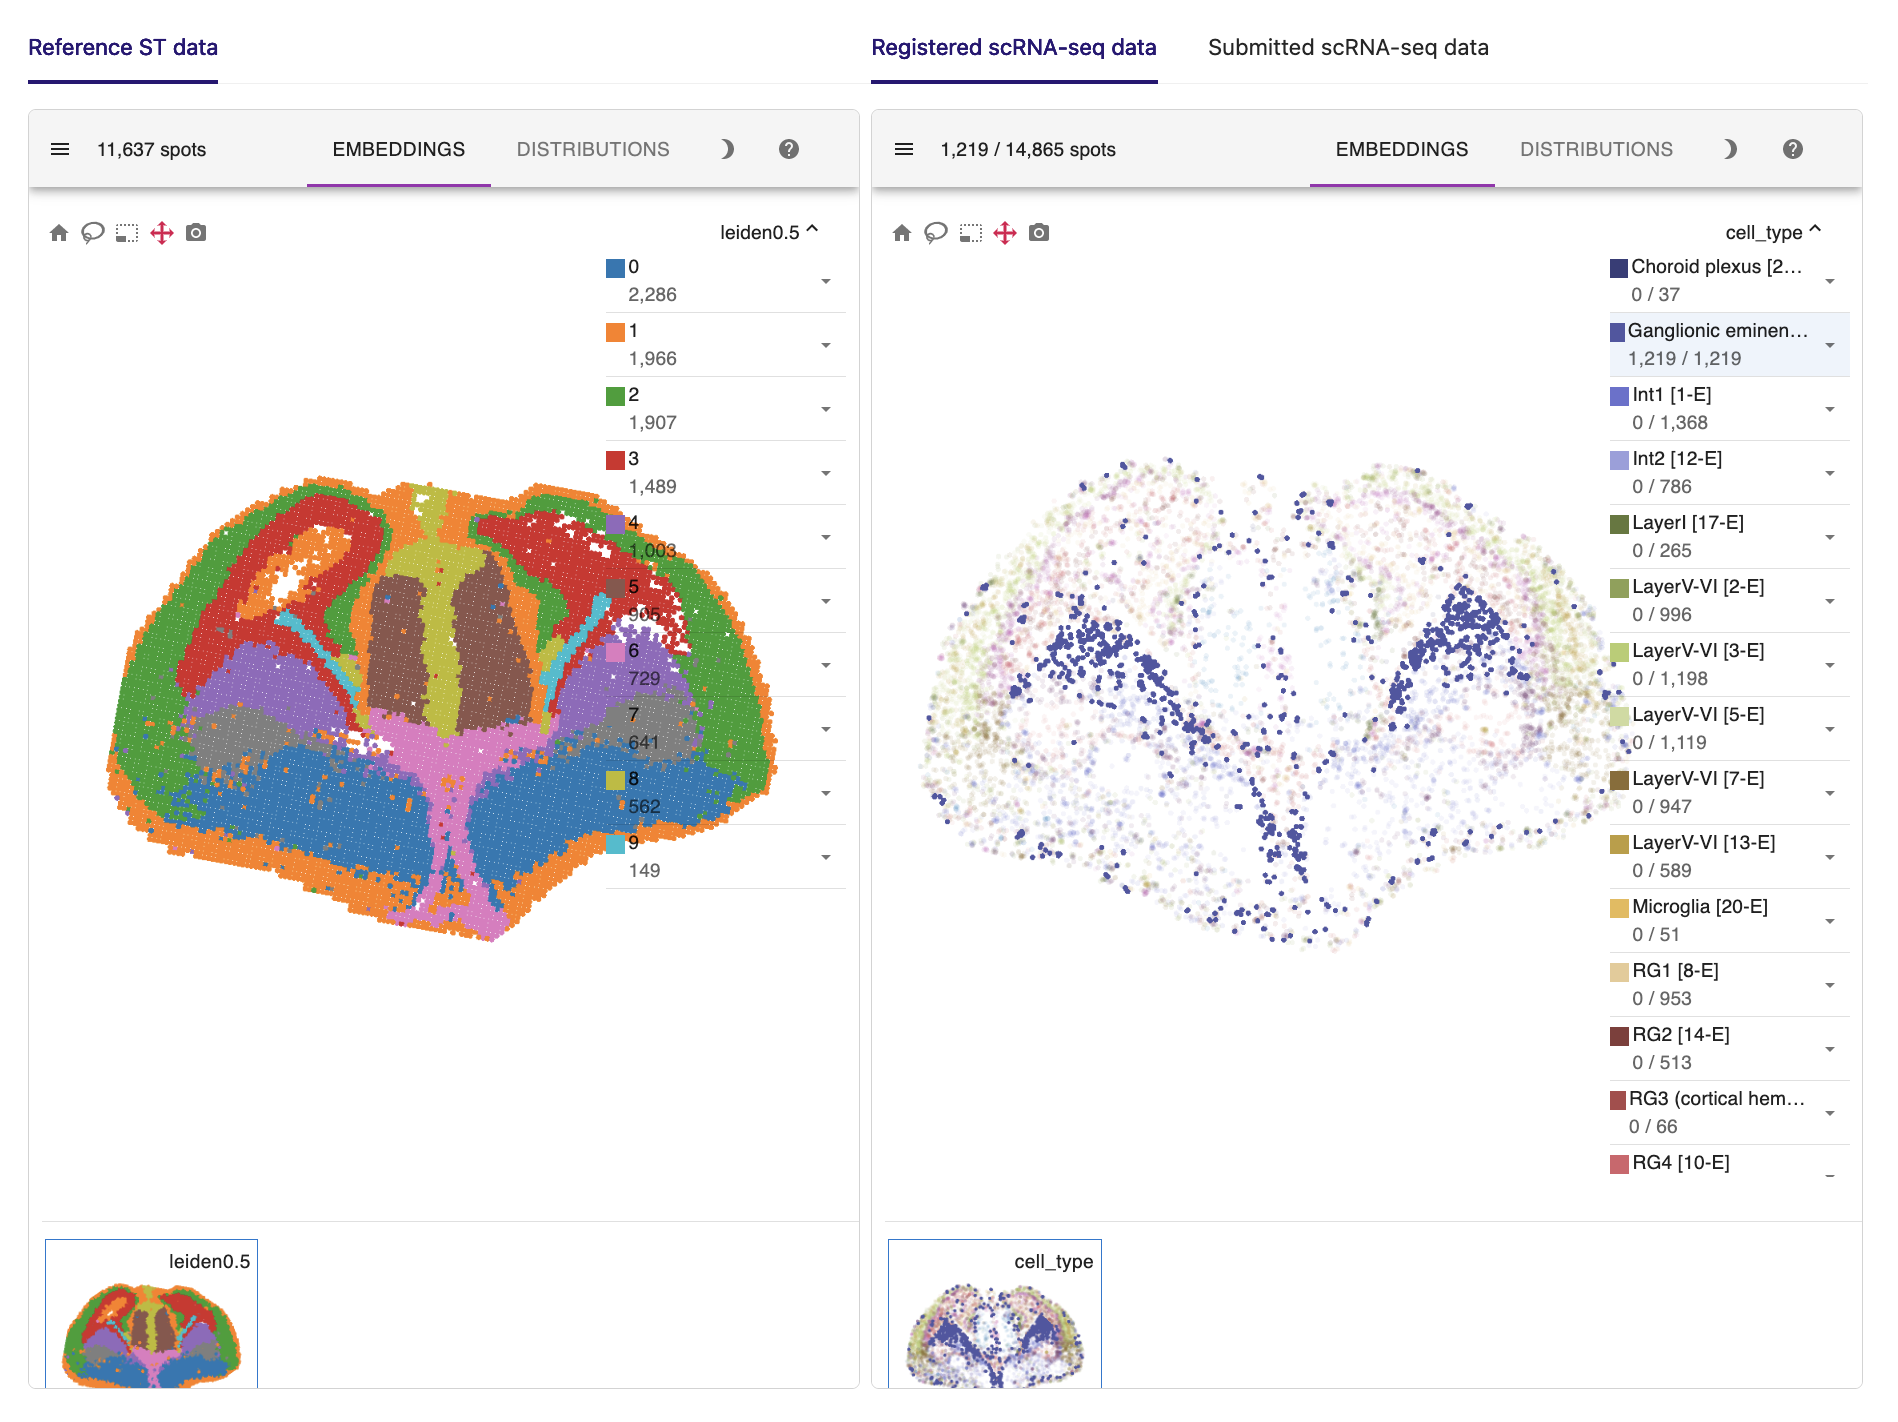 Reference ST data
Registered scRNA-seq data
Submitted scRNA-seq data
11,637 spots
EMBEDDINGS
DISTRIBUTIONS
leiden0.5
0
2,286
1
1,966
2
1,907
3
1,489
4
1,003
5
905
6
729
7
641
8
562
9
149
leiden0.5
1,219 / 14,865 spots
EMBEDDINGS
DISTRIBUTIONS
cell_type
Choroid plexus [2...
0 / 37
Ganglionic eminen...
1,219 / 1,219
Int1 [1-E]
0 / 1,368
Int2 [12-E]
0 / 786
LayerI [17-E]
0 / 265
LayerV-VI [2-E]
0 / 996
LayerV-VI [3-E]
0 / 1,198
LayerV-VI [5-E]
0 / 1,119
LayerV-VI [7-E]
0 / 947
LayerV-VI [13-E]
0 / 589
Microglia [20-E]
0 / 51
RG1 [8-E]
0 / 953
RG2 [14-E]
0 / 513
RG3 (cortical hem...
0 / 66
RG4 [10-E]
cell_type